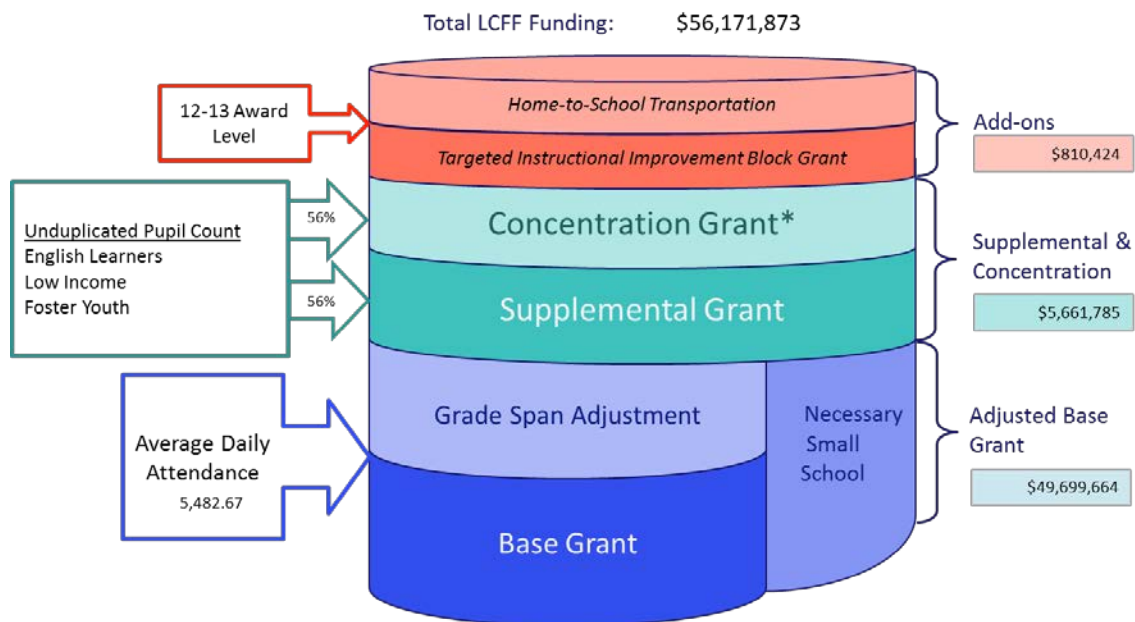 Total LCFF Funding: $56,171,873
12-13 Award
Level
Home-to-School Transportation
Targeted Instructional Improvement Block Grant
Add-ons
$810,424
Unduplicated Pupil Count
English Learners
Low Income
Foster Youth
56%
56%
Concentration Grant*
Supplemental Grant
Supplemental &
Concentration
$5,661,785
Average Daily
Attendance
5,482.67
Grade Span Adjustment
Base Grant
Necessary
Small
School
Adjusted Base
Grant
$49,699,664